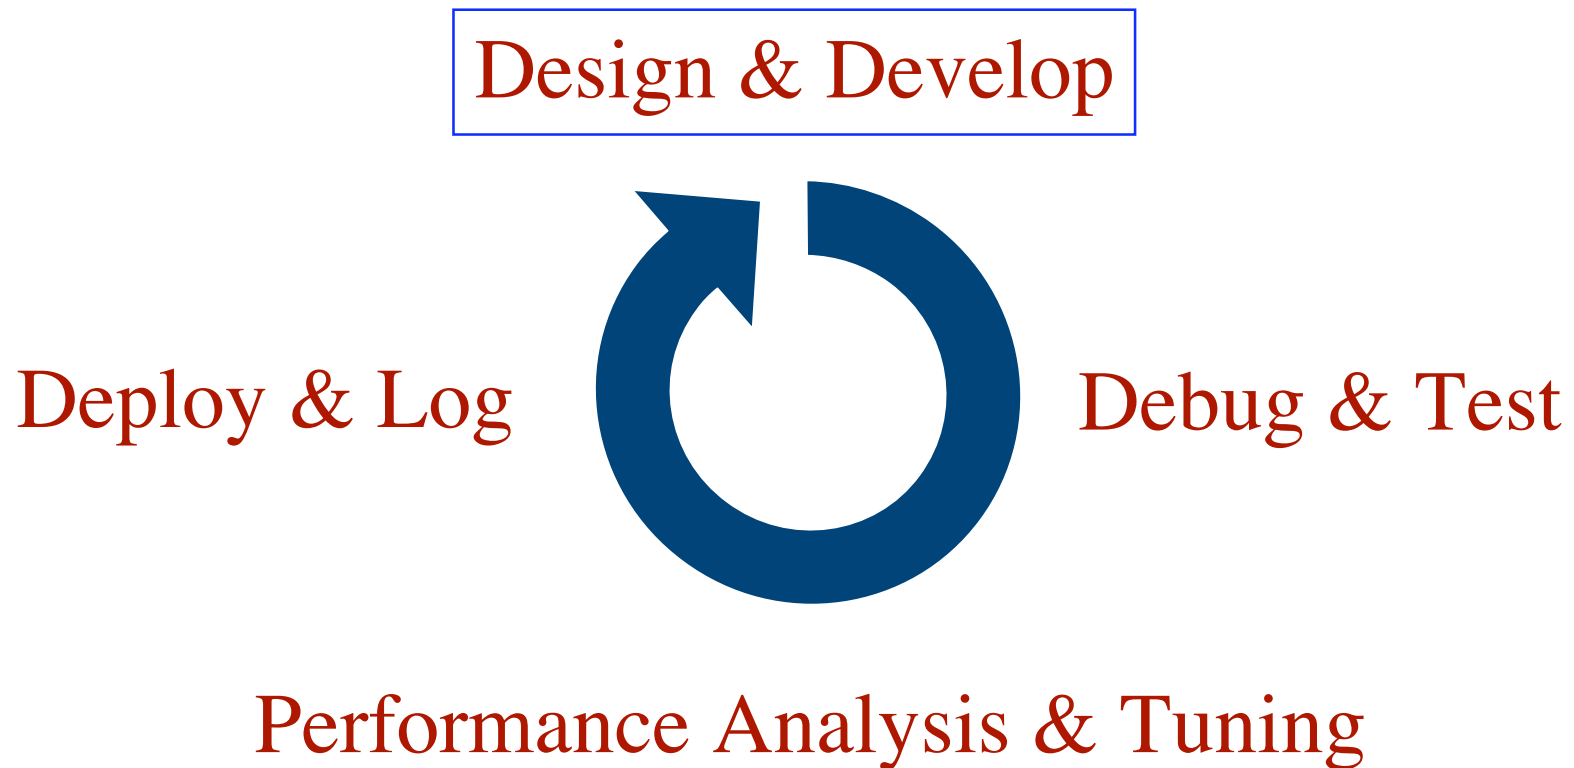 Design & Develop
Deploy & Log
Debug & Test
Performance Analysis & Tuning